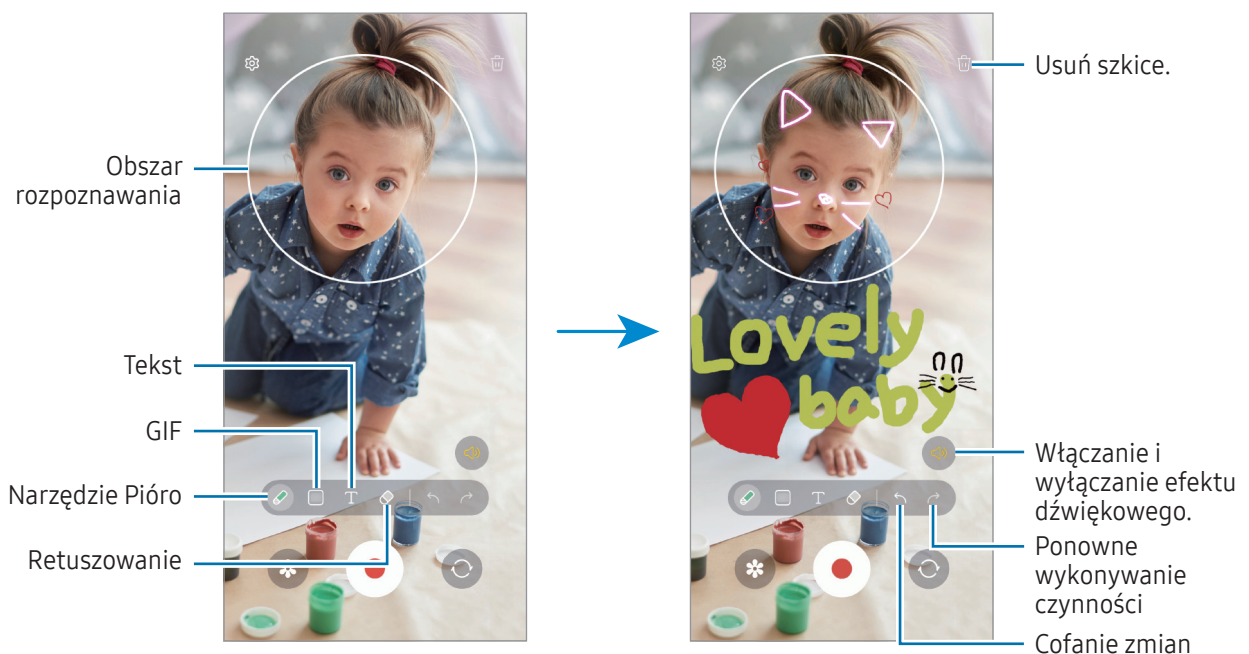 Obszar
rozpoznawania
Tekst
GIF
Narzędzie Pióro
Retuszowanie
T
Usuń szkice.
Lovely
baby
T
Włączanie i
wyłączanie efektu
dźwiękowego.
Ponowne
wykonywanie
czynności
Cofanie zmian